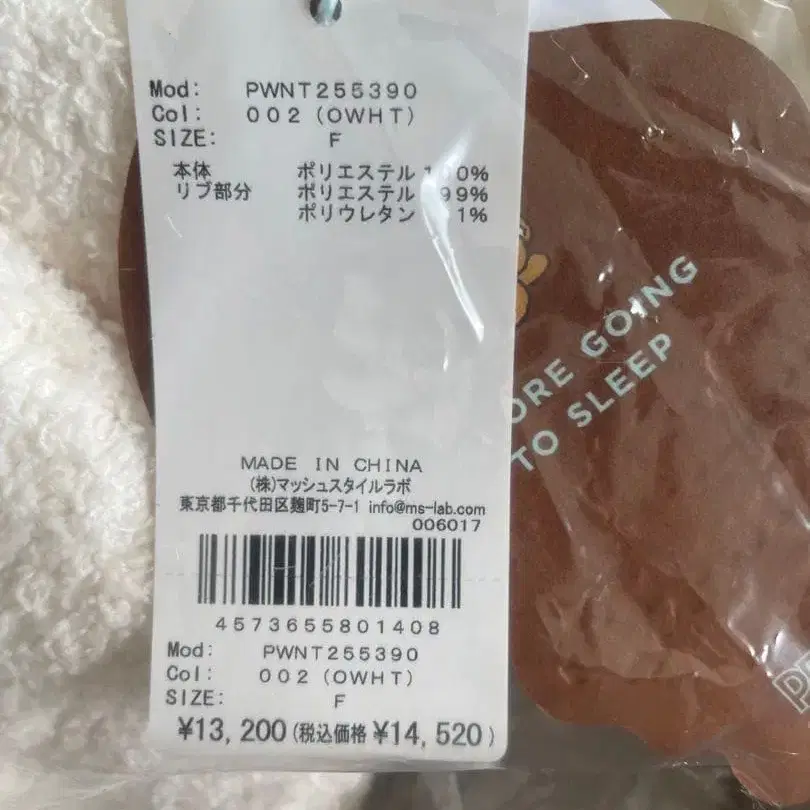 Mod: PWNT255390
Col: 002 (OWHT)
SIZE: F
本体 ポリエステル 100%
リブ部分 ポリエステル 99%
ポリウレタン 1%
MADE IN CHINA
(株)マッシュスタイルラボ
東京都千代田区麹町5-7-1 info@ms-lab.com
006017
4573655801408
Mod: PWNT255390
Col: 002 (OWHT)
SIZE: F
¥13,200(税込価格 ¥14,520)
ORE GOING
TO SLEEP